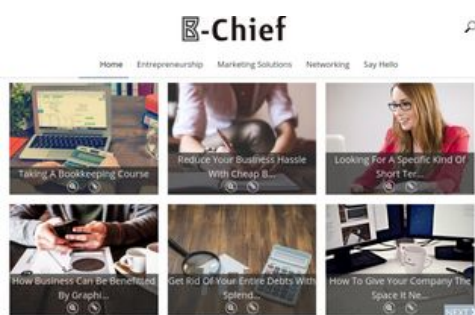 B-Chief
Home Entrepreneurship Marketing Solutions Networking Say Hello
Taking A Bookkeeping Course
Reduce Your Business Hassle
With Cheap B...
Looking For A Specific Kind Of
Short Ter...
How Business Can Be Benefitted
By Graphi...
Get Rid Of Your Entire Debts With
Splend...
How To Give Your Company The
Space It Ne...
NEXT